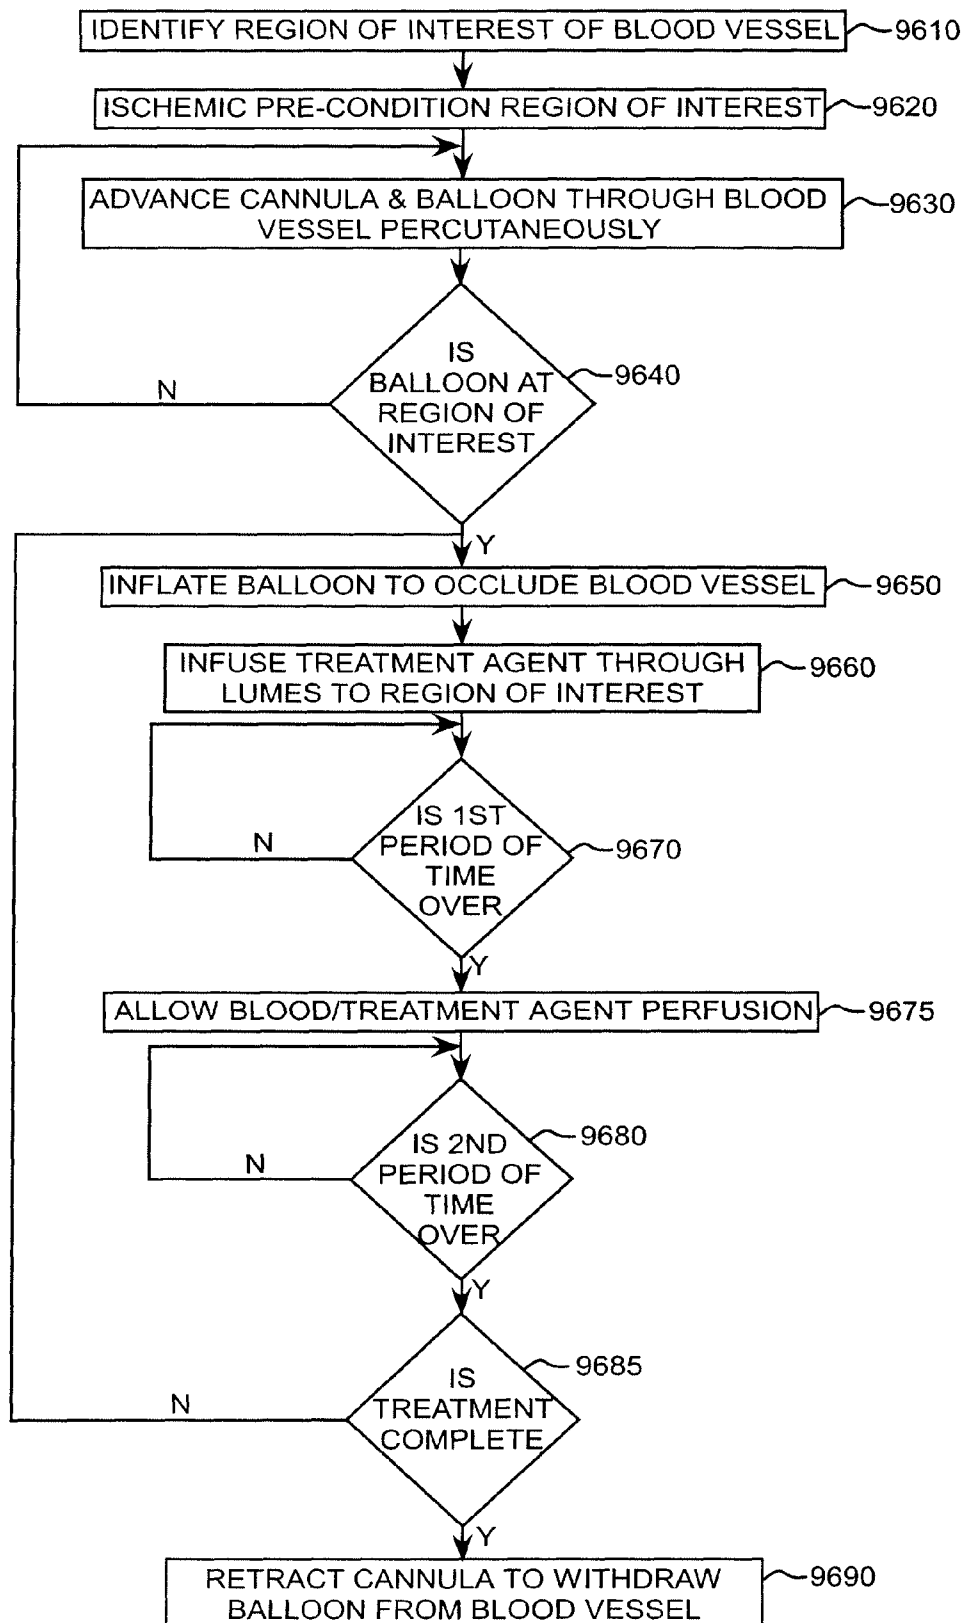 IDENTIFY REGION OF INTEREST OF BLOOD VESSEL 9610
ISCHEMIC PRE-CONDITION REGION OF INTEREST 9620
ADVANCE CANNULA & BALLOON THROUGH BLOOD
VESSEL PERCUTANEOUSLY
9630
IS
BALLOON AT
REGION OF
INTEREST
9640
N
Y
INFLATE BALLOON TO OCCLUDE BLOOD VESSEL 9650
INFUSE TREATMENT AGENT THROUGH
LUMES TO REGION OF INTEREST
9660
IS 1ST
PERIOD OF
TIME
OVER
9670
N
Y
ALLOW BLOOD/TREATMENT AGENT PERFUSION 9675
IS 2ND
PERIOD OF
TIME
OVER
9680
N
Y
IS
TREATMENT
COMPLETE
9685
N
Y
RETRACT CANNULA TO WITHDRAW
BALLOON FROM BLOOD VESSEL
9690